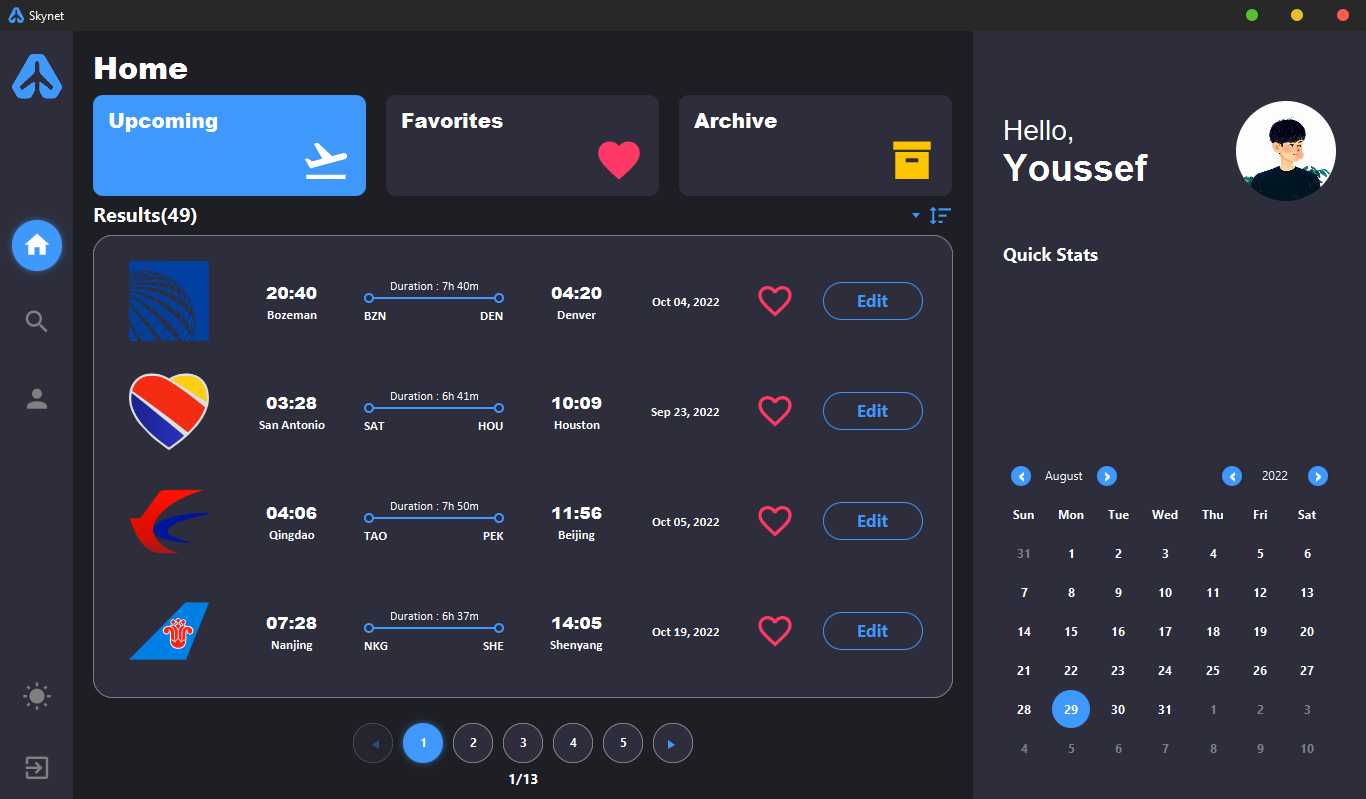 Skynet
Home
Upcoming
Favorites
Archive
Results(49)
20:40
Bozeman
Duration : 7h 40m
BZN
DEN
04:20
Denver
Oct 04, 2022
Edit
03:28
San Antonio
Duration : 6h 41m
SAT
HOU
10:09
Houston
Sep 23, 2022
Edit
04:06
Qingdao
Duration : 7h 50m
TAO
PEK
11:56
Beijing
Oct 05, 2022
Edit
07:28
Nanjing
Duration : 6h 37m
NKG
SHE
14:05
Shenyang
Oct 19, 2022
Edit
1 2 3 4 5
1/13
Hello,
Youssef
Quick Stats
August 2022
Sun Mon Tue Wed Thu Fri Sat
31 1 2 3 4 5 6
7 8 9 10 11 12 13
14 15 16 17 18 19 20
21 22 23 24 25 26 27
28 29 30 31 1 2 3
4 5 6 7 8 9 10